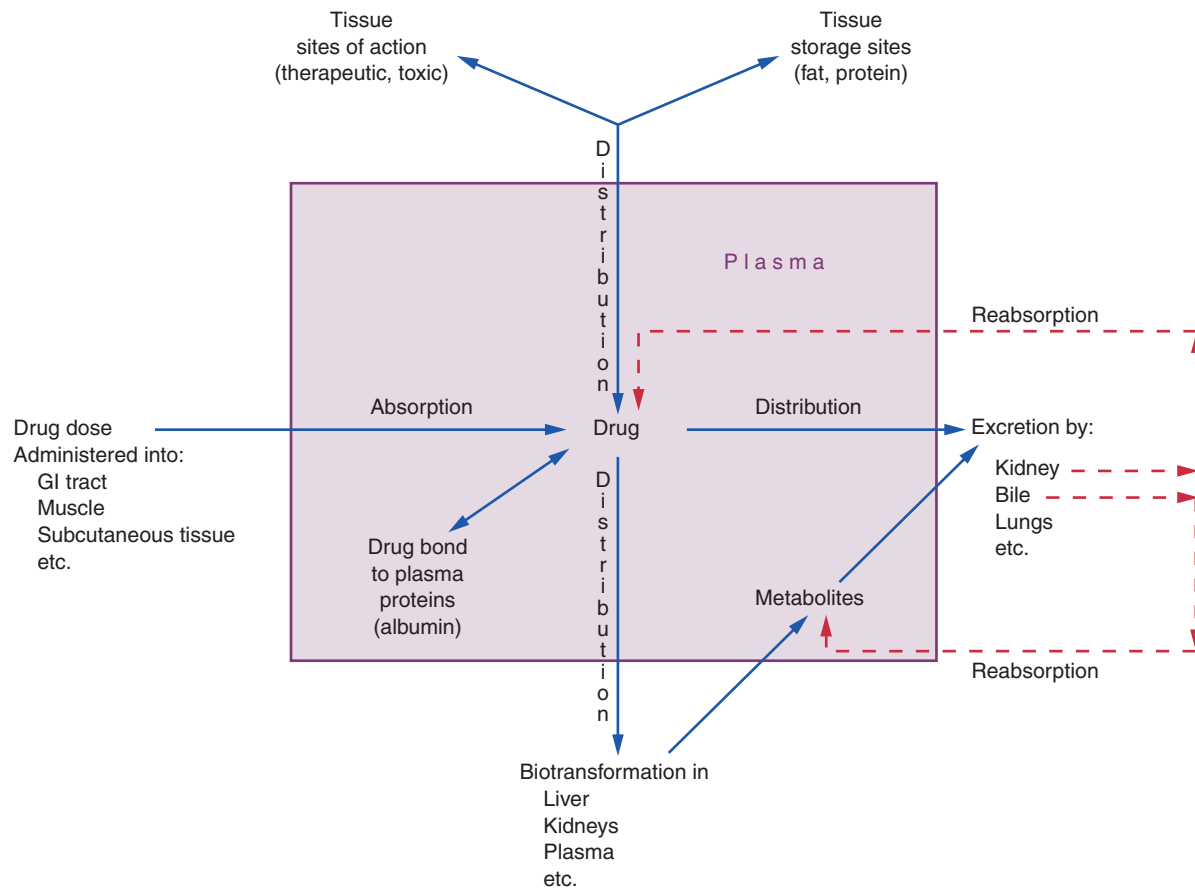 Tissue
sites of action
(therapeutic, toxic)
Tissue
storage sites
(fat, protein)
Distribution
Plasma
Reabsorption
Absorption
Distribution
Drug dose
Administered into:
GI tract
Muscle
Subcutaneous tissue
etc.
Drug
Excretion by:
Kidney
Bile
Lungs
etc.
Drug bond
to plasma
proteins
(albumin)
Distribution
Metabolites
Reabsorption
Biotransformation in
Liver
Kidneys
Plasma
etc.